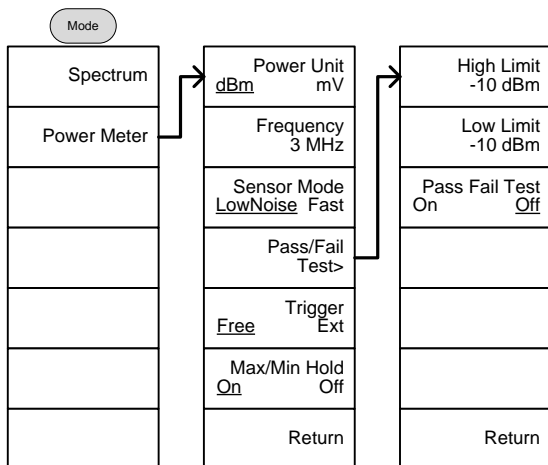 Mode
Spectrum
Power Meter
Power Unit
dBm mV
Frequency
3 MHz
Sensor Mode
LowNoise Fast
Pass/Fail
Test>
Trigger
Free Ext
Max/Min Hold
On Off
Return
High Limit
-10 dBm
Low Limit
-10 dBm
Pass Fail Test
On Off
Return